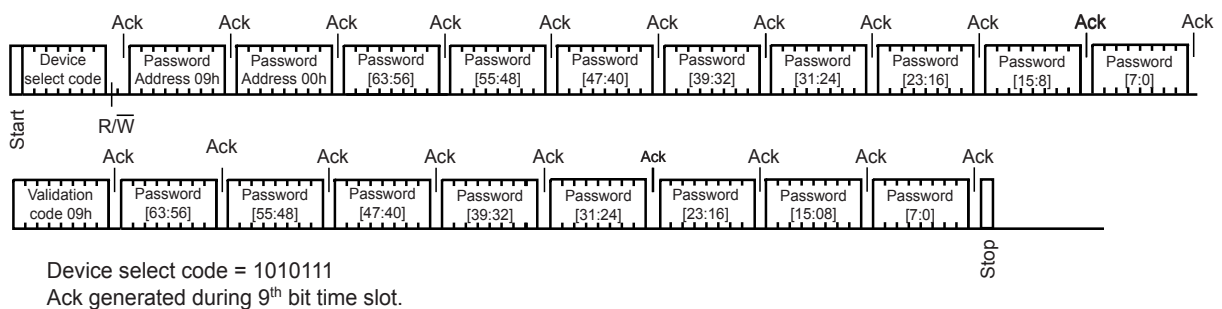 Ack Ack Ack Ack Ack Ack Ack Ack Ack Ack Ack
Device select code
Password Address 09h
Password Address 00h
Password [63:56]
Password [55:48]
Password [47:40]
Password [39:32]
Password [31:24]
Password [23:16]
Password [15:8]
Password [7:0]
Start
R/W̅
Ack Ack Ack Ack Ack Ack Ack Ack Ack
Validation code 09h
Password [63:56]
Password [55:48]
Password [47:40]
Password [39:32]
Password [31:24]
Password [23:16]
Password [15:08]
Password [7:0]
Stop
Device select code = 1010111
Ack generated during 9th bit time slot.